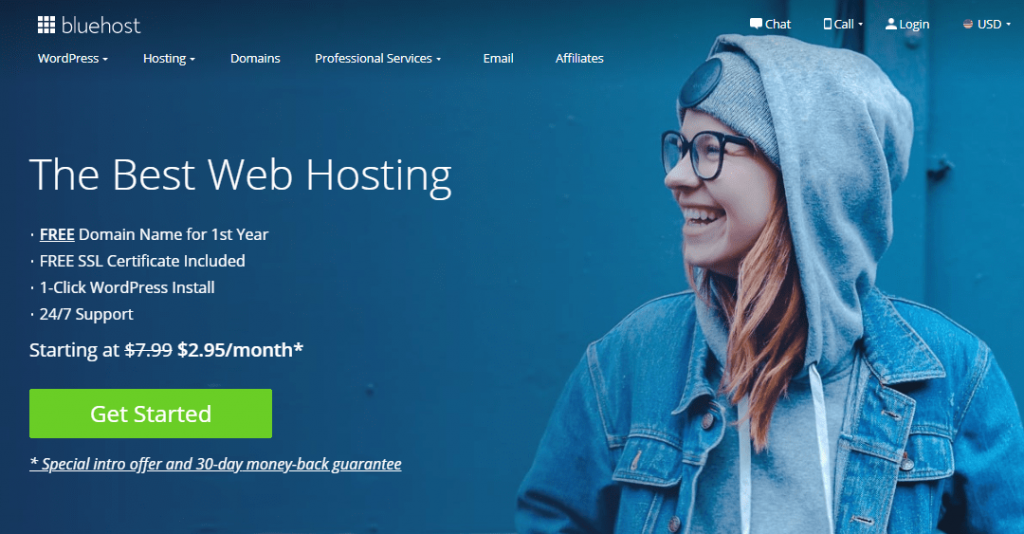 bluehost
Chat
Call
Login
USD
WordPress
Hosting
Domains
Professional Services
Email
Affiliates
The Best Web Hosting
· FREE Domain Name for 1st Year
· FREE SSL Certificate Included
· 1-Click WordPress Install
· 24/7 Support
Starting at $7.99 $2.95/month*
Get Started
* Special intro offer and 30-day money-back guarantee